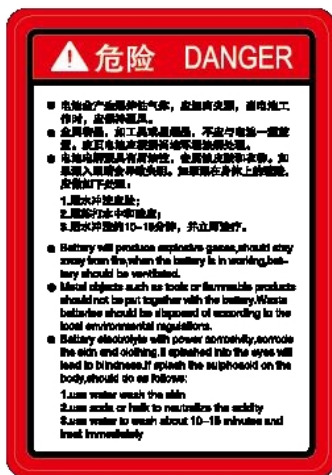 危险 DANGER
电池会产生爆炸性气体，应远离火源，当电池工
作时，应保持通风。
金属物品，如工具或易燃品，不应与电池一起放
置。废旧电池应根据当地环保法规处理。
电池电解液具有腐蚀性，会腐蚀皮肤和衣物。如
果溅入眼睛会导致失明。如果溅在身体上的硫酸，
应做如下处理：
1.用水冲洗皮肤；
2.用苏打水中和酸度；
3.用水冲洗约10-15分钟，并立即治疗。
Battery will produce explosive gases,should stay
away from fire,when the battery is in working,bat-
tery should be ventilated.
Metal objects such as tools or flammable products
should not be put together with the battery.Waste
batteries should be disposed of according to the
local environmental regulations.
Battery electrolyte with power corrosivity,corrode
the skin and clothing.If splashed into the eyes will
lead to blindness.If splash the sulphoacid on the
body,should do as follows:
1.use water wash the skin
2.use soda or to neutralize the acidity
3.use water to wash about 10-15 minutes and
treat immediately